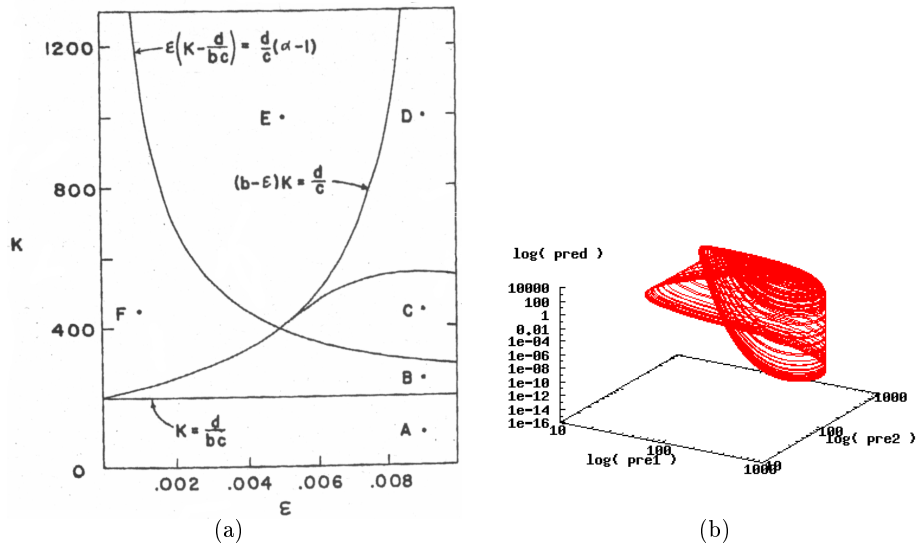 1200
800
K
400
0
ε(K-d/bc) = d/c(α-1)
E
D
(b-ε)K = d/c
F
C
B
K = d/bc
A
.002 .004 .006 .008
ε
(a)
log( pred )
10000
100
1
0.01
1e-04
1e-06
1e-08
1e-10
1e-12
1e-14
1e-16
10
100
1000
log( pre1 )
10
100
1000
log( pre2 )
(b)